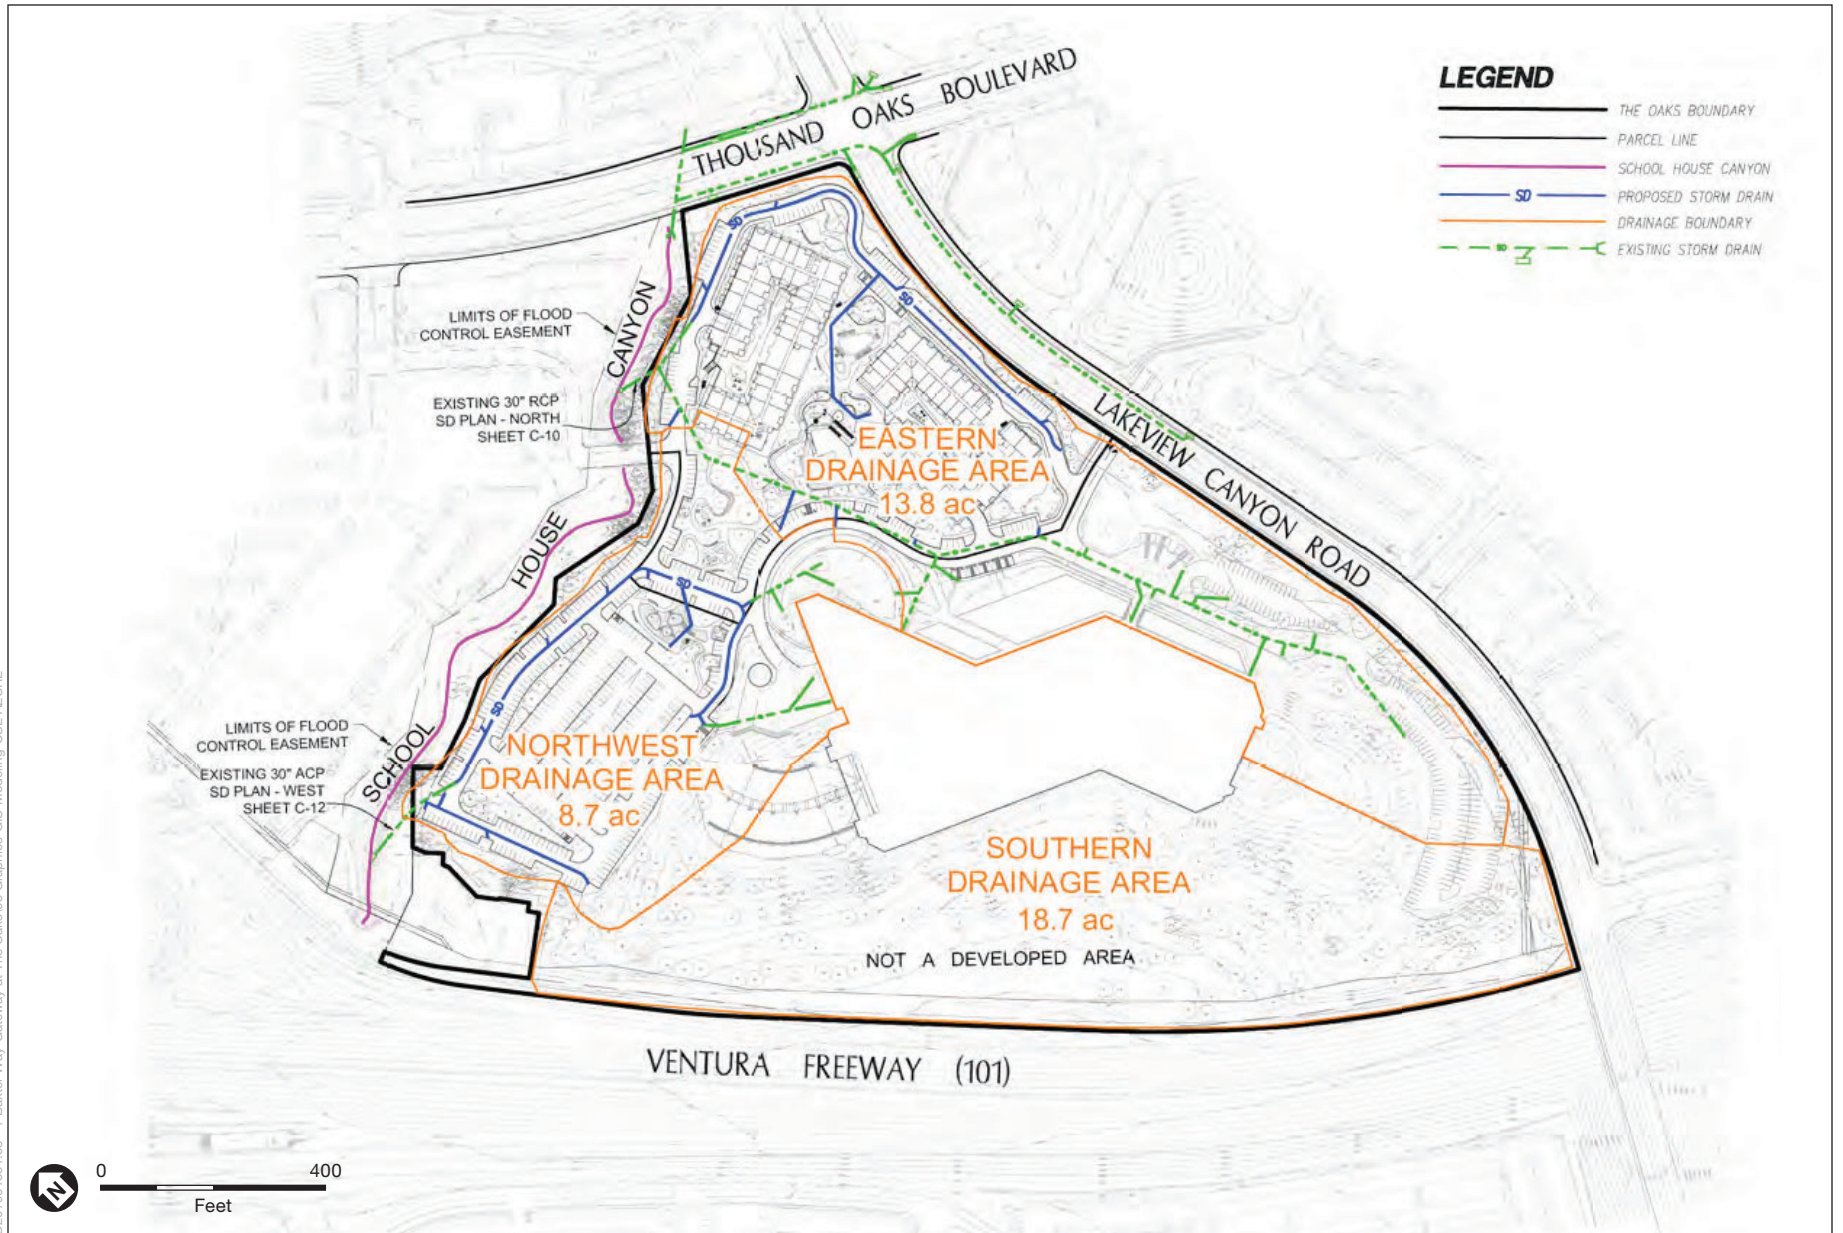 THOUSAND OAKS BOULEVARD
LEGEND
THE OAKS BOUNDARY
PARCEL LINE
SCHOOL HOUSE CANYON
SD
PROPOSED STORM DRAIN
DRAINAGE BOUNDARY
SD
EXISTING STORM DRAIN
SD
SD
LIMITS OF FLOOD
CONTROL EASEMENT
CANYON
EXISTING 30" RCP
SD PLAN - NORTH
SHEET C-10
LAKEVIEW CANYON ROAD
EASTERN
DRAINAGE AREA
13.8 ac
HOUSE
SD
SD
LIMITS OF FLOOD
CONTROL EASEMENT
SCHOOL
EXISTING 30" ACP
SD PLAN - WEST
SHEET C-12
NORTHWEST
DRAINAGE AREA
8.7 ac
SOUTHERN
DRAINAGE AREA
18.7 ac
NOT A DEVELOPED AREA
VENTURA FREEWAY (101)
N
0 400
Feet